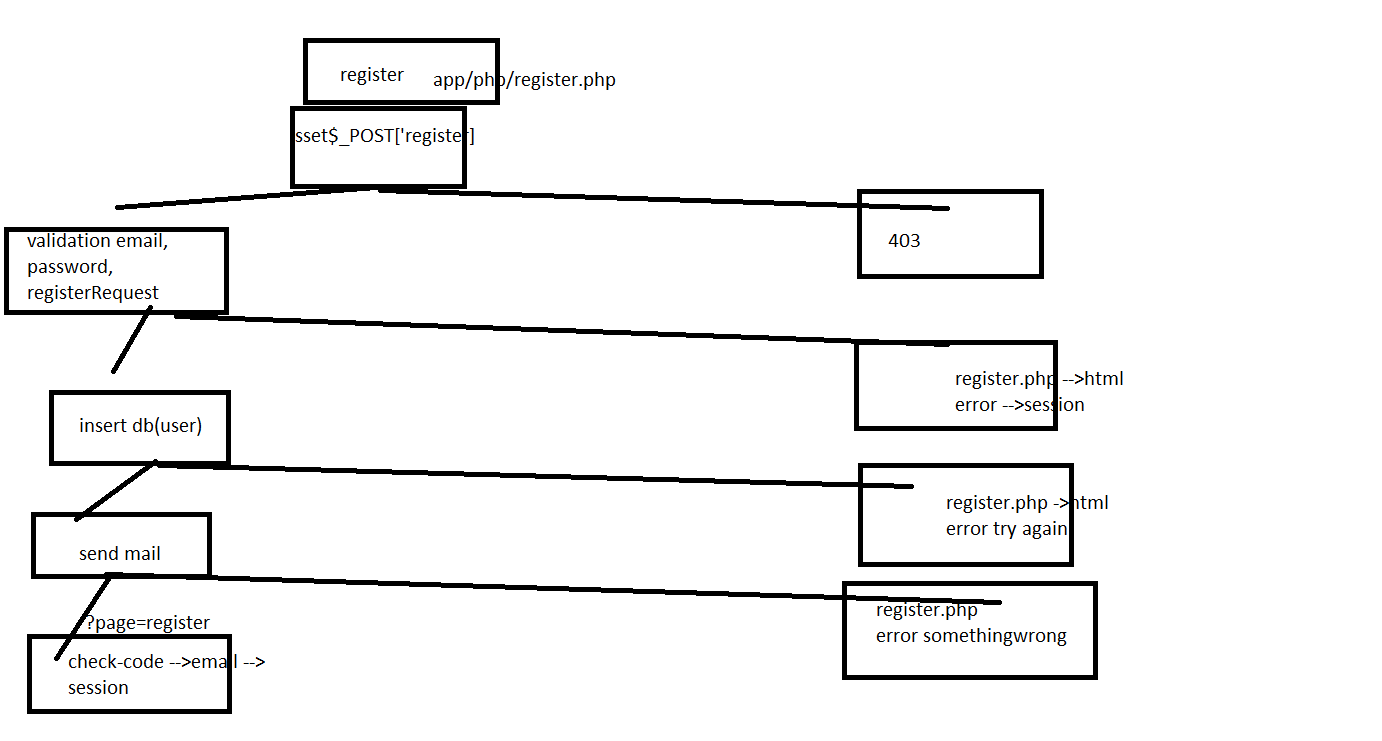 register
app/php/register.php
sset$_POST['register]
validation email,
password,
registerRequest
403
register.php -->html
error -->session
insert db(user)
register.php ->html
error try again
send mail
register.php
error somethingwrong
?page=register
check-code -->email -->
session